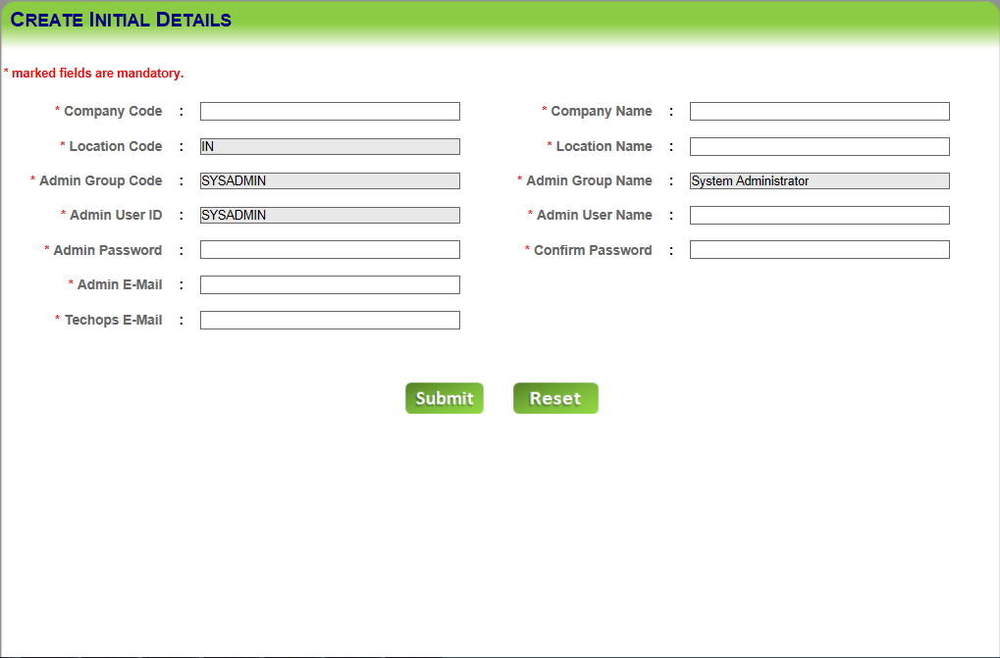 CREATE INITIAL DETAILS
* marked fields are mandatory.
* Company Code : * Company Name :
* Location Code : IN * Location Name :
* Admin Group Code : SYSADMIN * Admin Group Name : System Administrator
* Admin User ID : SYSADMIN * Admin User Name :
* Admin Password : * Confirm Password :
* Admin E-Mail :
* Techops E-Mail :
Submit Reset